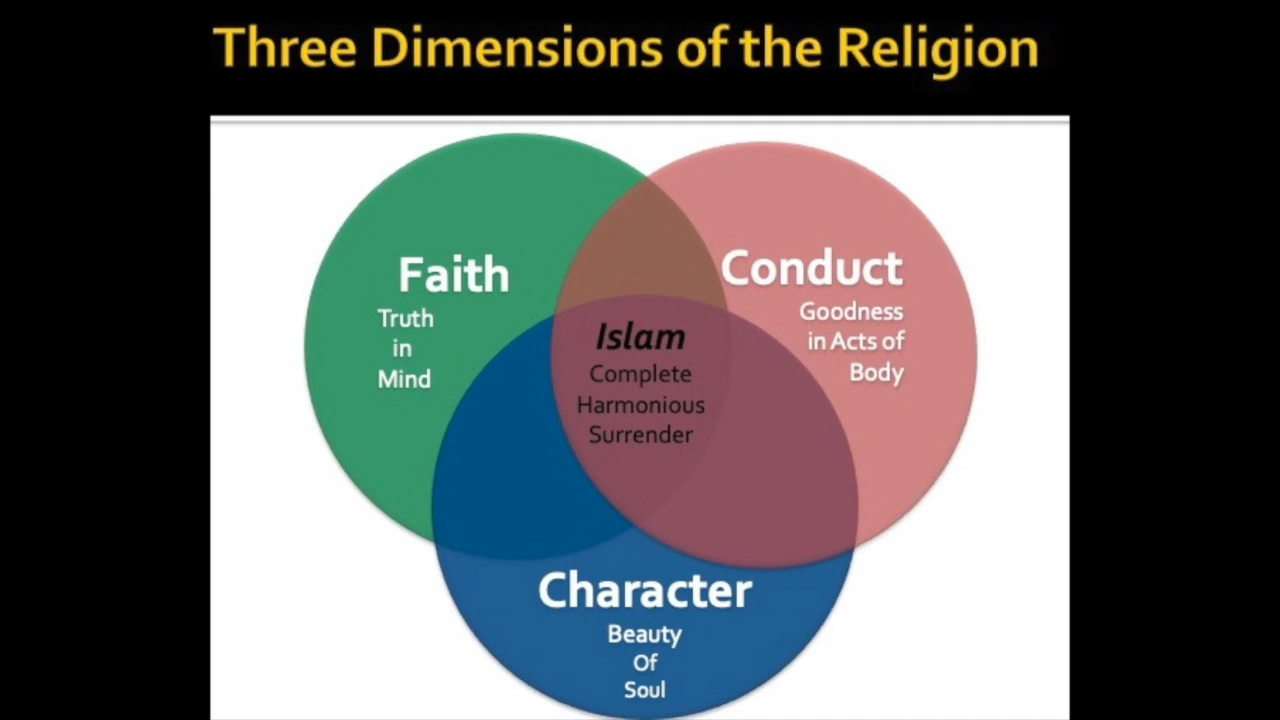 Three Dimensions of the Religion
Faith
Truth
in
Mind
Conduct
Goodness
in Acts of
Body
Islam
Complete
Harmonious
Surrender
Character
Beauty
Of
Soul